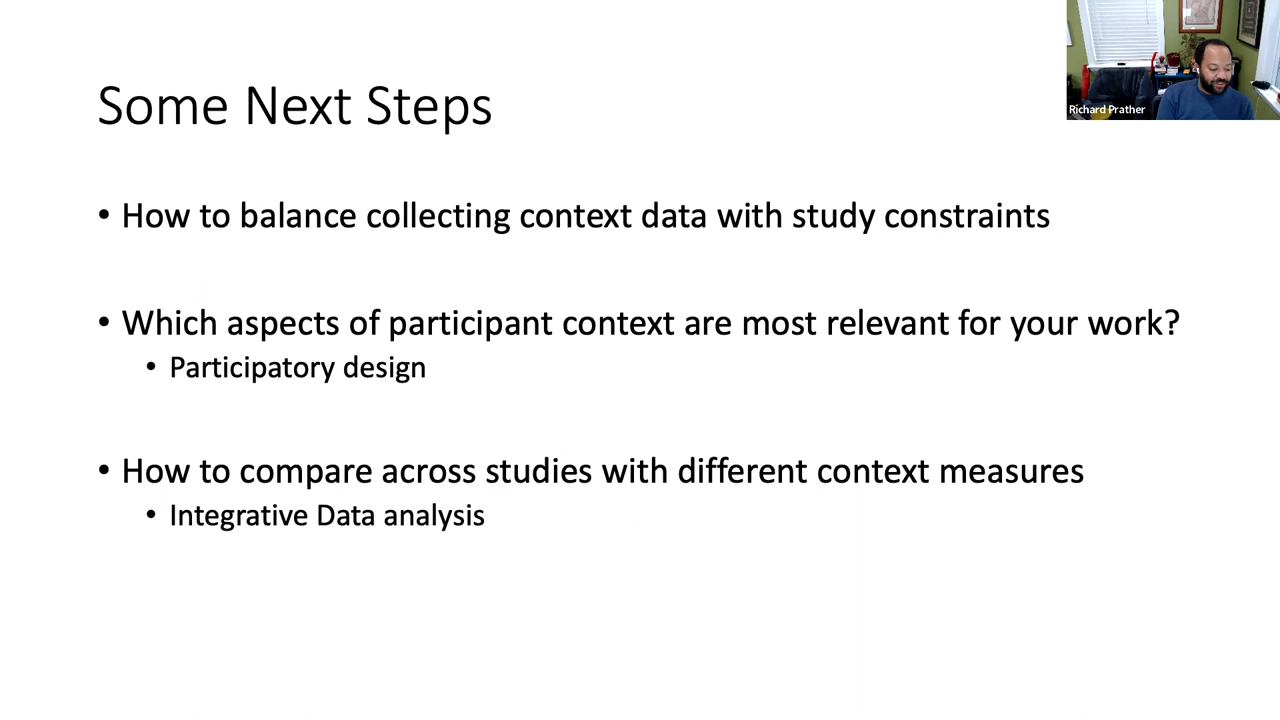 Richard Prather
Some Next Steps
• How to balance collecting context data with study constraints
• Which aspects of participant context are most relevant for your work?
• Participatory design
• How to compare across studies with different context measures
• Integrative Data analysis